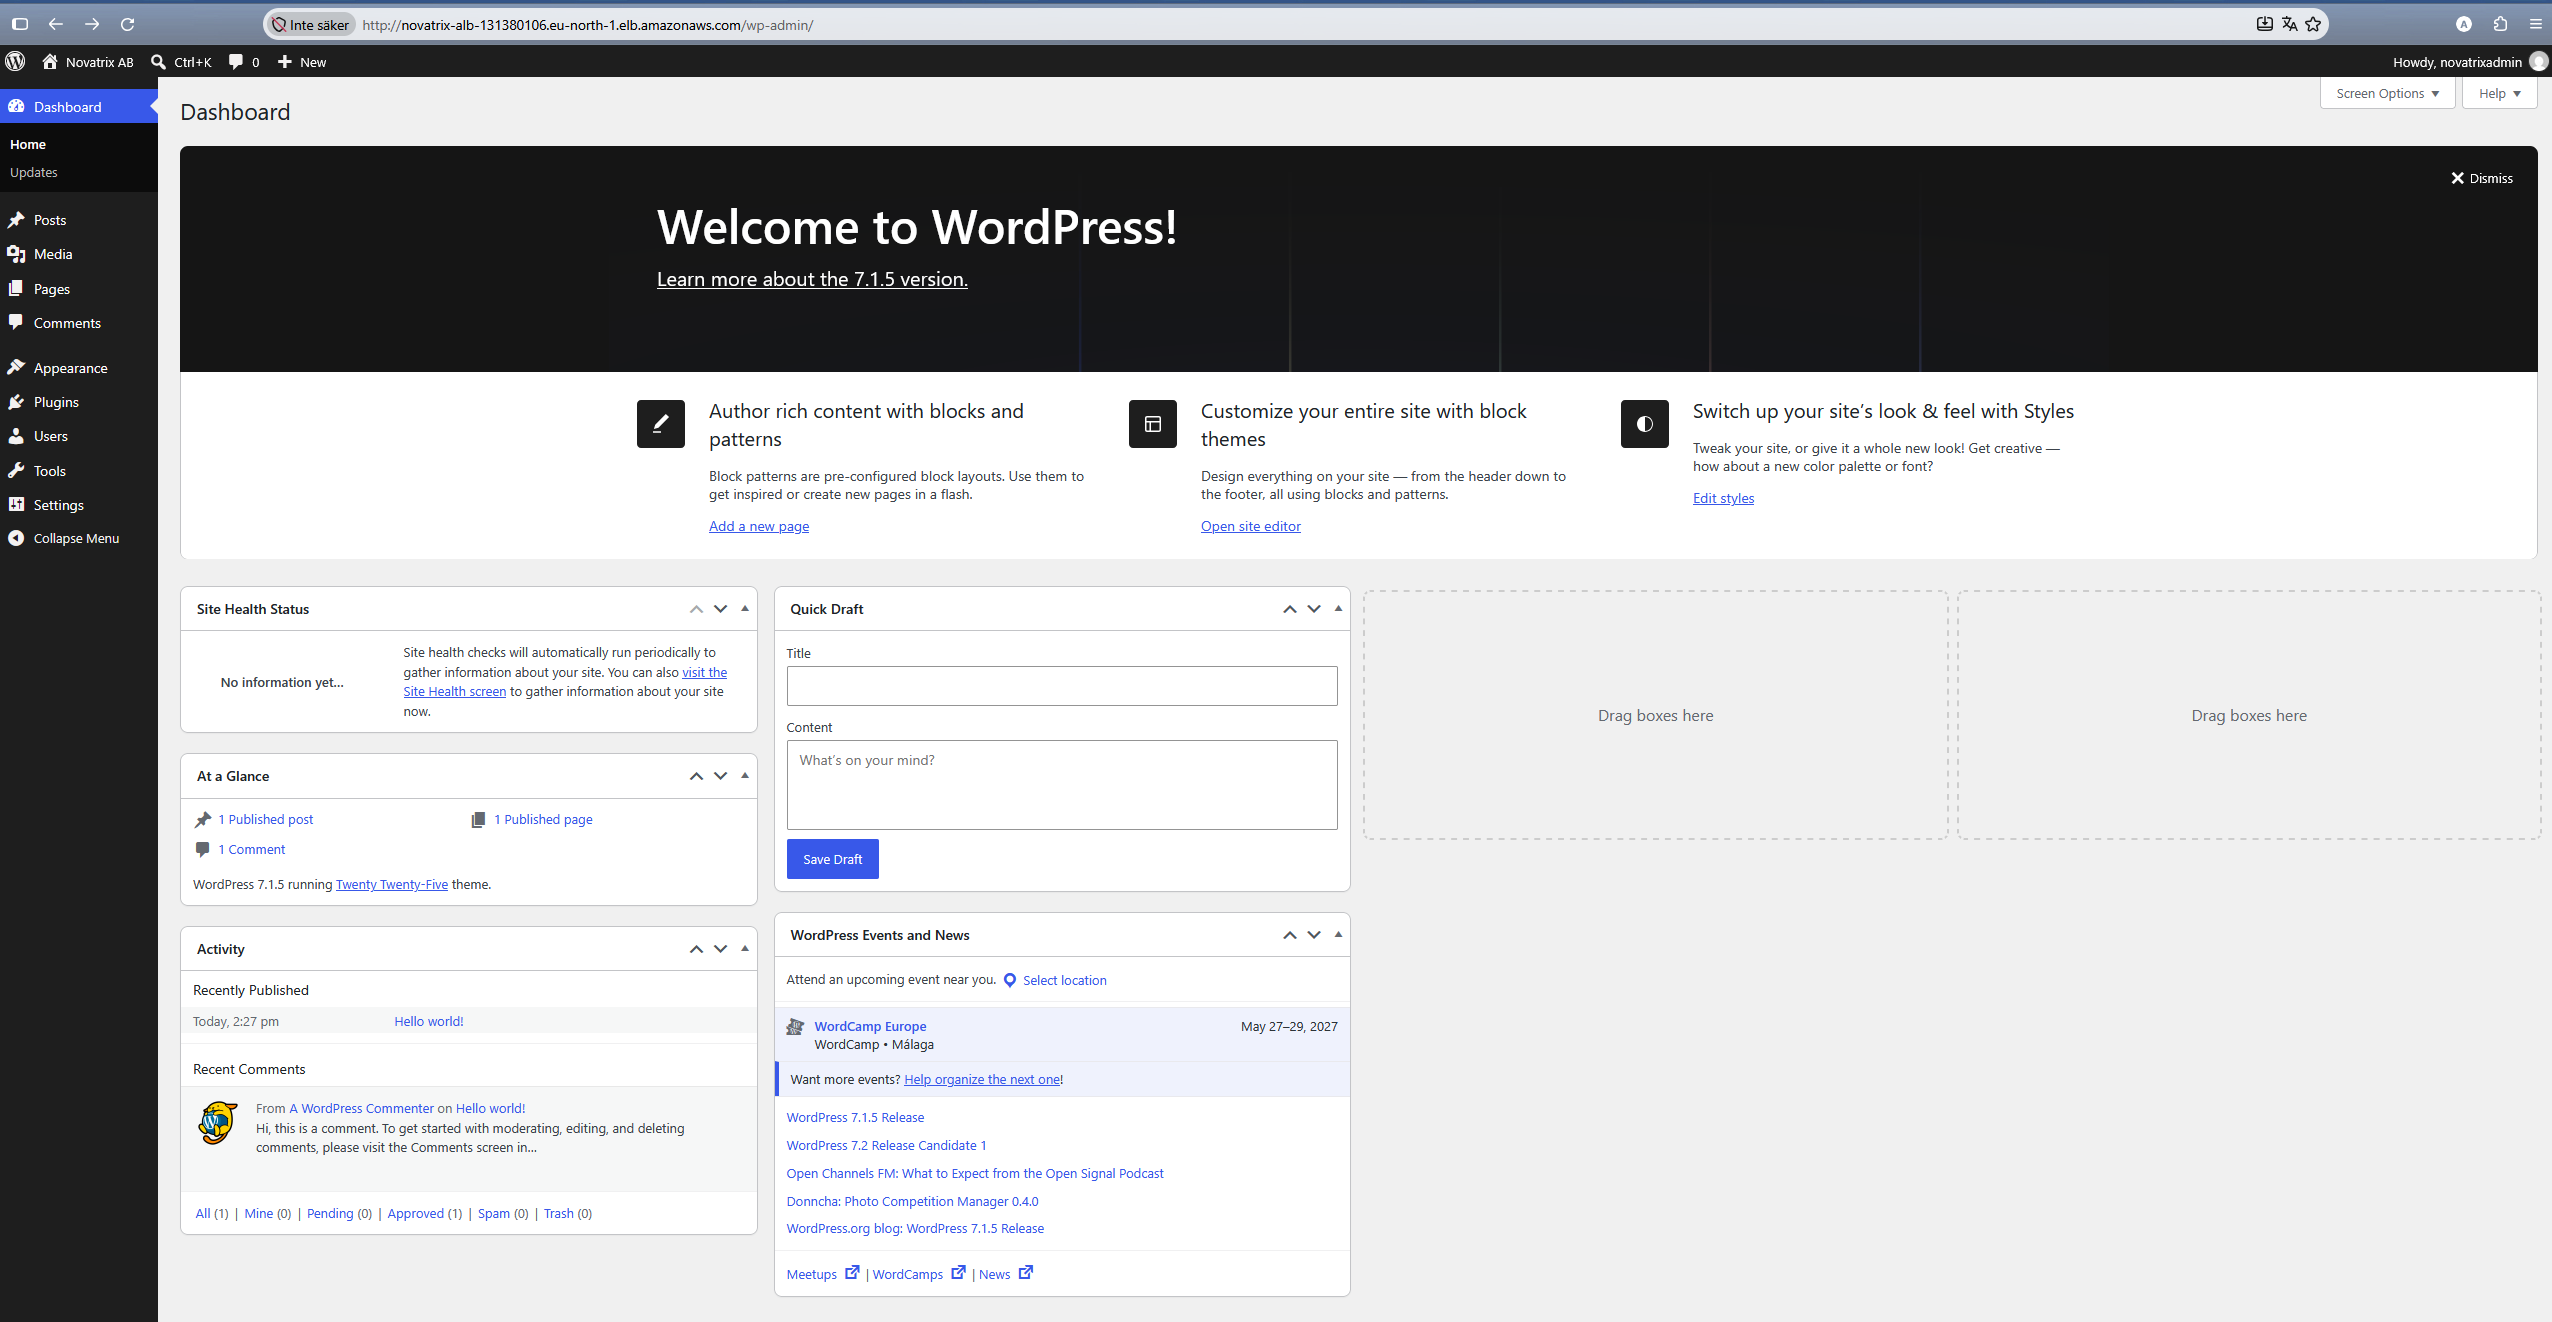 Inte säker http://novatrix-alb-131380106.eu-north-1.elb.amazonaws.com/wp-admin/
A
Novatrix AB Ctrl+K 0 New
Howdy, novatrixadmin
Dashboard
Home
Updates
Posts
Media
Pages
Comments
Appearance
Plugins
Users
Tools
Settings
Collapse Menu
Screen Options Help
Dashboard
Dismiss
Welcome to WordPress!
Learn more about the 7.1.5 version.
Author rich content with blocks and
patterns
Block patterns are pre-configured block layouts. Use them to
get inspired or create new pages in a flash.
Add a new page
Customize your entire site with block
themes
Design everything on your site — from the header down to
the footer, all using blocks and patterns.
Open site editor
Switch up your site’s look & feel with Styles
Tweak your site, or give it a whole new look! Get creative —
how about a new color palette or font?
Edit styles
Site Health Status
No information yet…
Site health checks will automatically run periodically to
gather information about your site. You can also visit the
Site Health screen to gather information about your site
now.
At a Glance
1 Published post
1 Published page
1 Comment
WordPress 7.1.5 running Twenty Twenty-Five theme.
Activity
Recently Published
Today, 2:27 pm Hello world!
Recent Comments
From A WordPress Commenter on Hello world!
Hi, this is a comment. To get started with moderating, editing, and deleting
comments, please visit the Comments screen in…
All (1) | Mine (0) | Pending (0) | Approved (1) | Spam (0) | Trash (0)
Quick Draft
Title
Content
What’s on your mind?
Save Draft
WordPress Events and News
Attend an upcoming event near you. Select location
WordCamp Europe May 27–29, 2027
WordCamp • Málaga
Want more events? Help organize the next one!
WordPress 7.1.5 Release
WordPress 7.2 Release Candidate 1
Open Channels FM: What to Expect from the Open Signal Podcast
Donncha: Photo Competition Manager 0.4.0
WordPress.org blog: WordPress 7.1.5 Release
Meetups | WordCamps | News
Drag boxes here
Drag boxes here